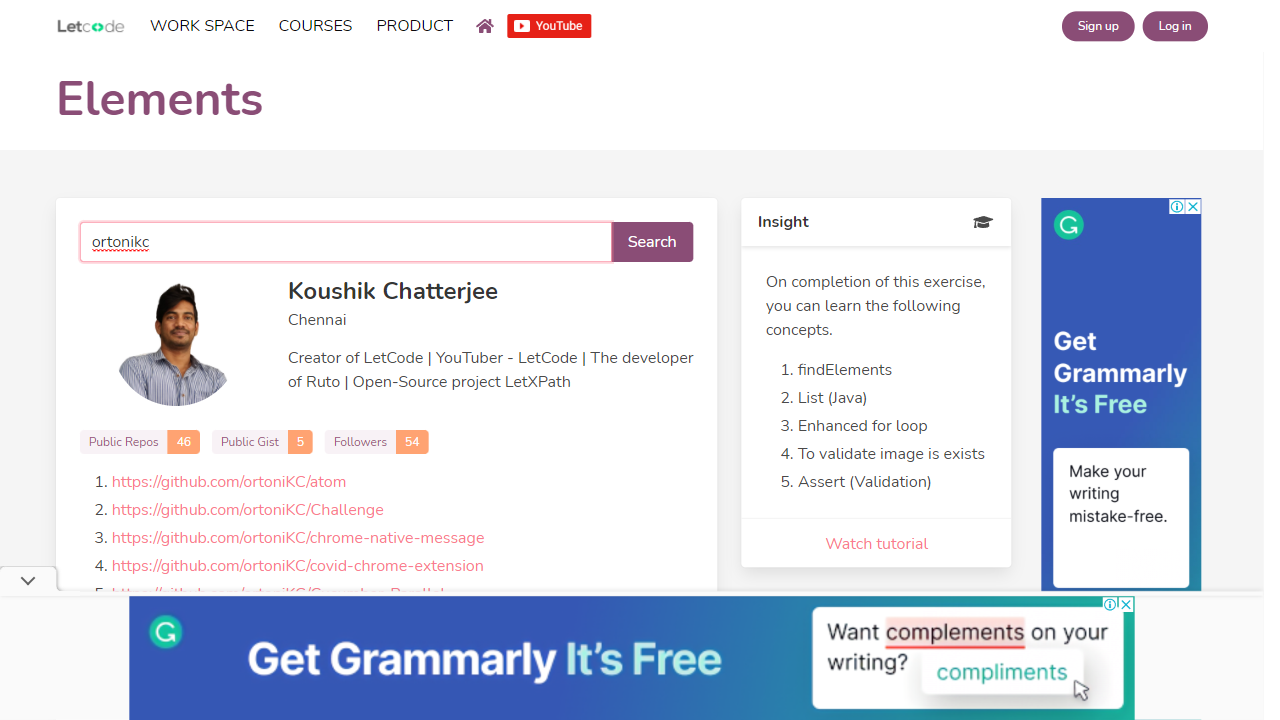 Letcode WORK SPACE COURSES PRODUCT YouTube Sign up Log in
Elements
ortonikc Search
Koushik Chatterjee
Chennai
Creator of LetCode | YouTuber - LetCode | The developer
of Ruto | Open-Source project LetXPath
Public Repos 46 Public Gist 5 Followers 54
1. https://github.com/ortoniKC/atom
2. https://github.com/ortoniKC/Challenge
3. https://github.com/ortoniKC/chrome-native-message
4. https://github.com/ortoniKC/covid-chrome-extension
Insight
On completion of this exercise,
you can learn the following
concepts.
1. findElements
2. List (Java)
3. Enhanced for loop
4. To validate image is exists
5. Assert (Validation)
Watch tutorial
Get
Grammarly
It's Free
Make your
writing
mistake-free.
Get Grammarly It's Free
Want complements on your
writing?
compliments